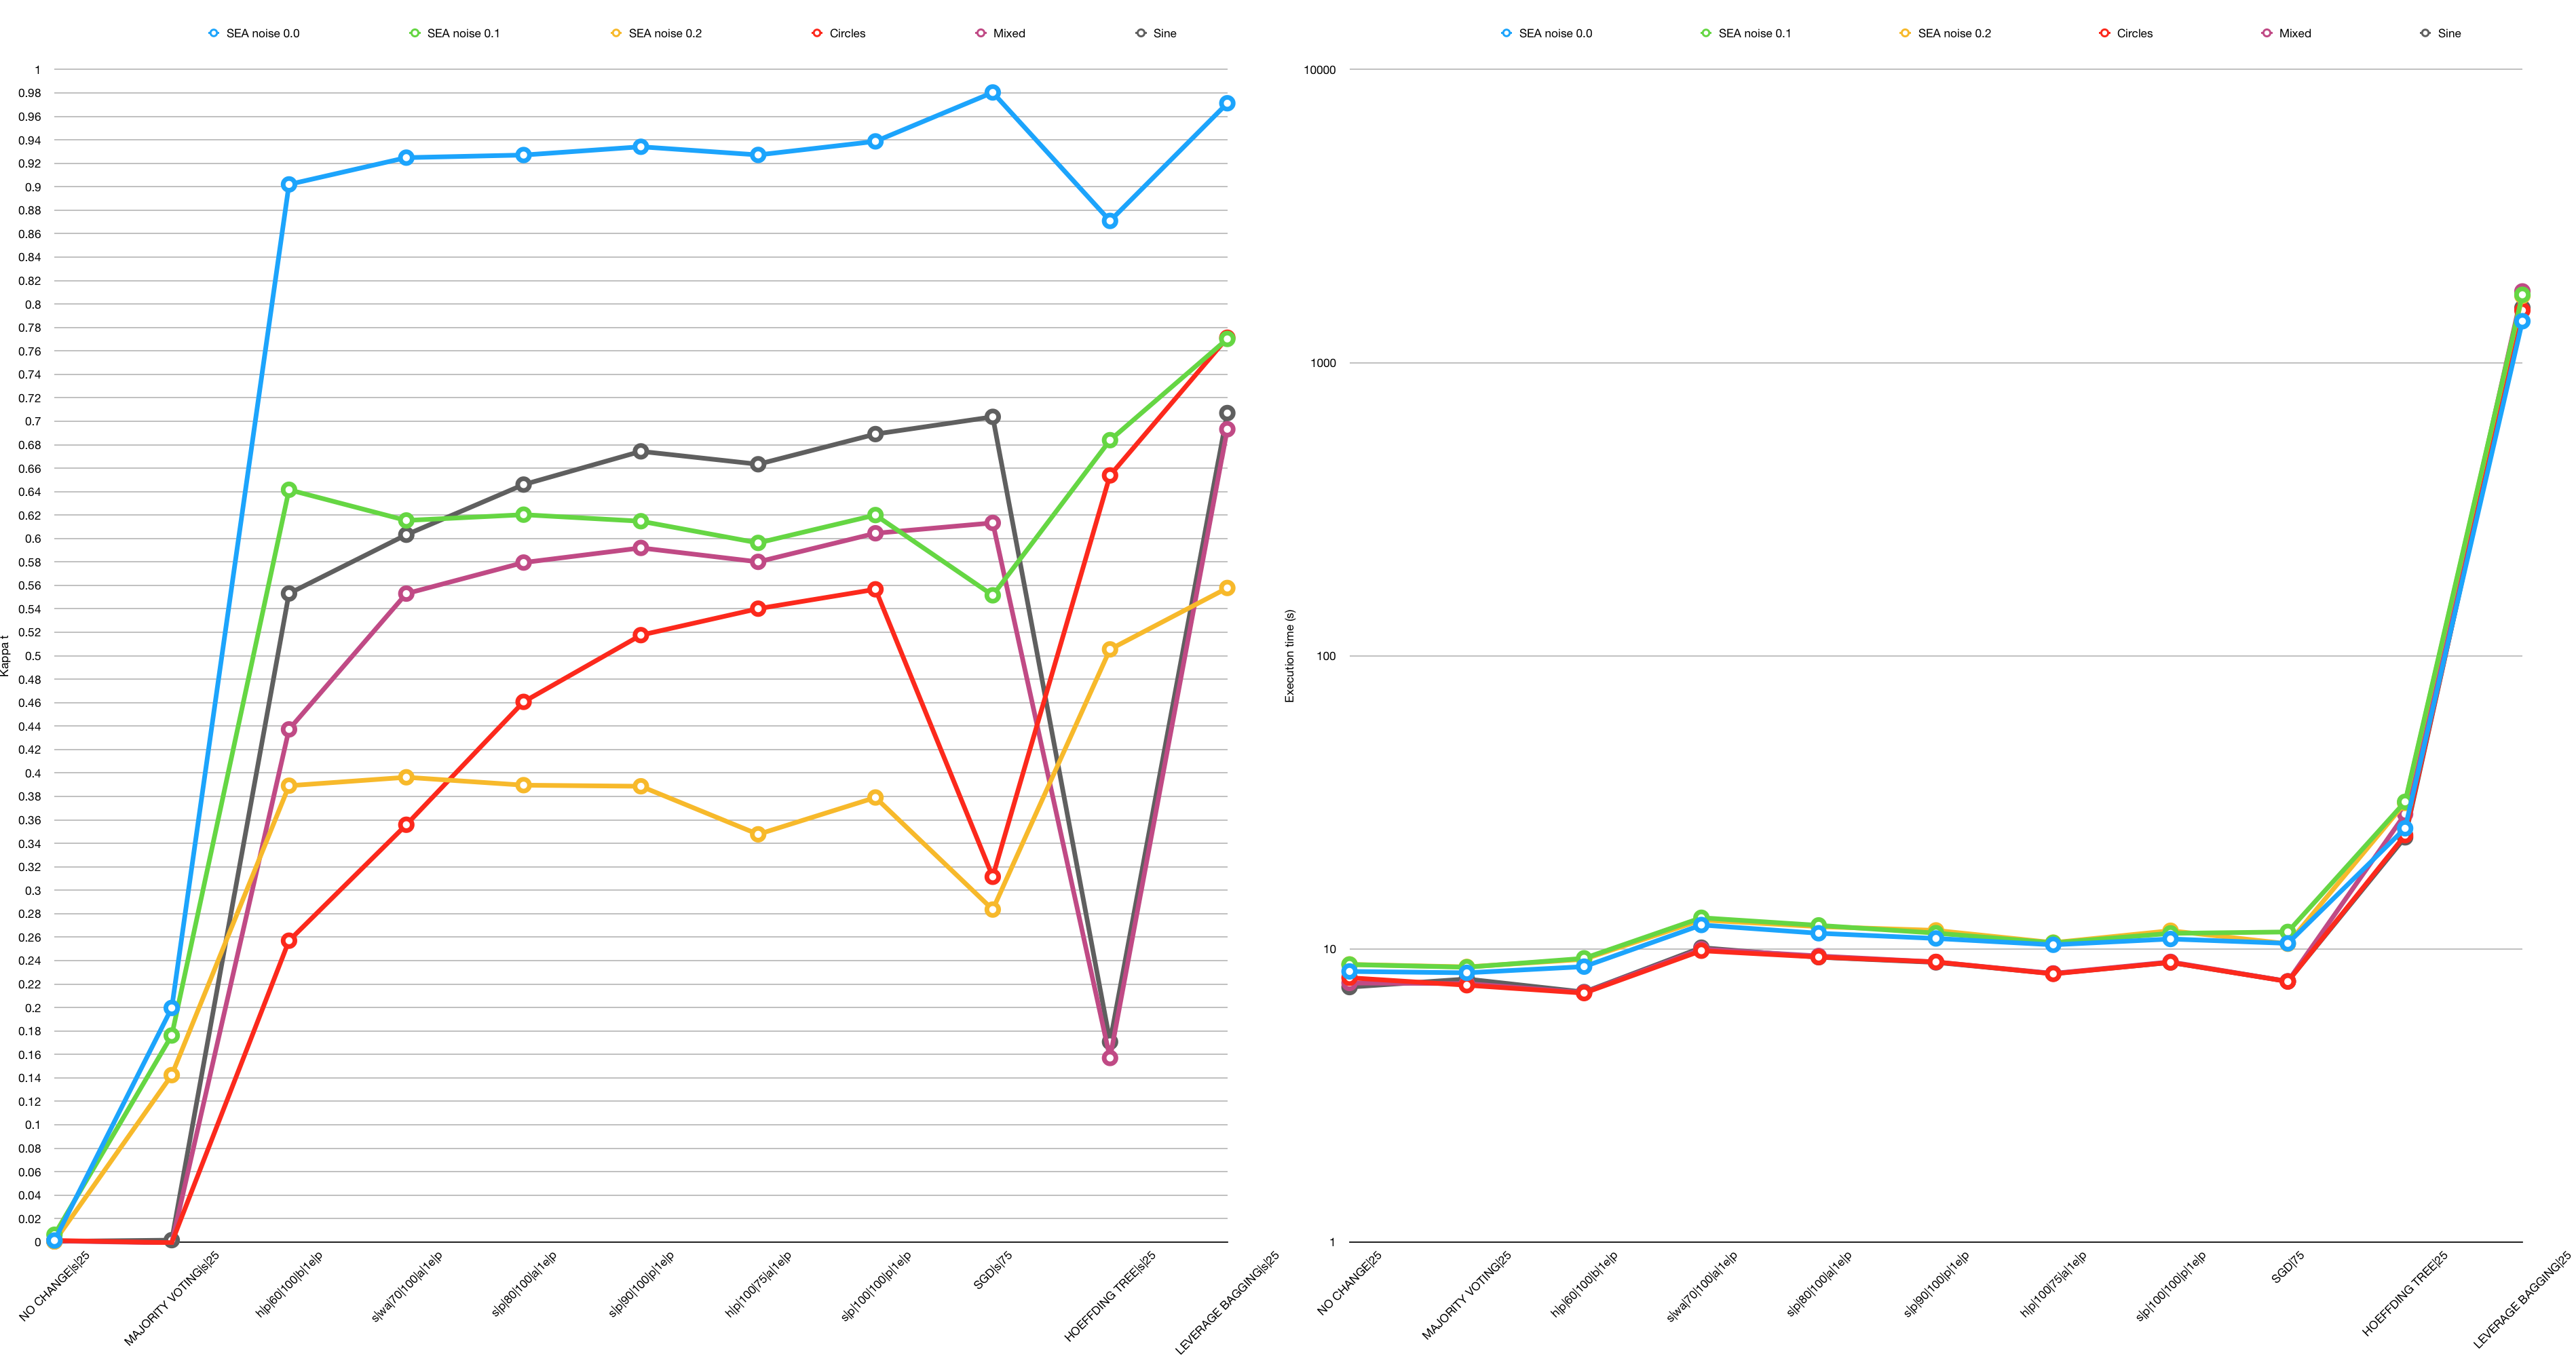 SEA noise 0.0 SEA noise 0.1 SEA noise 0.2 Circles Mixed Sine
1
0.98
0.96
0.94
0.92
0.9
0.88
0.86
0.84
0.82
0.8
0.78
0.76
0.74
0.72
0.7
0.68
0.66
0.64
0.62
0.6
0.58
0.56
0.54
0.52
0.5
0.48
0.46
0.44
0.42
0.4
0.38
0.36
0.34
0.32
0.3
0.28
0.26
0.24
0.22
0.2
0.18
0.16
0.14
0.12
0.1
0.08
0.06
0.04
0.02
0
Kappa t
NO CHANGE|s|25
MAJORITY VOTING|s|25
h|p|60|100|b|1e|p
s|wa|70|100|a|1e|p
s|p|80|100|a|1e|p
s|p|90|100|p|1e|p
h|p|100|75|a|1e|p
s|p|100|100|p|1e|p
SGD|s|75
HOEFFDING TREE|s|25
LEVERAGE BAGGING|s|25
SEA noise 0.0 SEA noise 0.1 SEA noise 0.2 Circles Mixed Sine
10000
1000
100
10
1
Execution time (s)
NO CHANGE|25
MAJORITY VOTING|25
h|p|60|100|b|1e|p
s|wa|70|100|a|1e|p
s|p|80|100|a|1e|p
s|p|90|100|p|1e|p
h|p|100|75|a|1e|p
s|p|100|100|p|1e|p
SGD|75
HOEFFDING TREE|25
LEVERAGE BAGGING|25